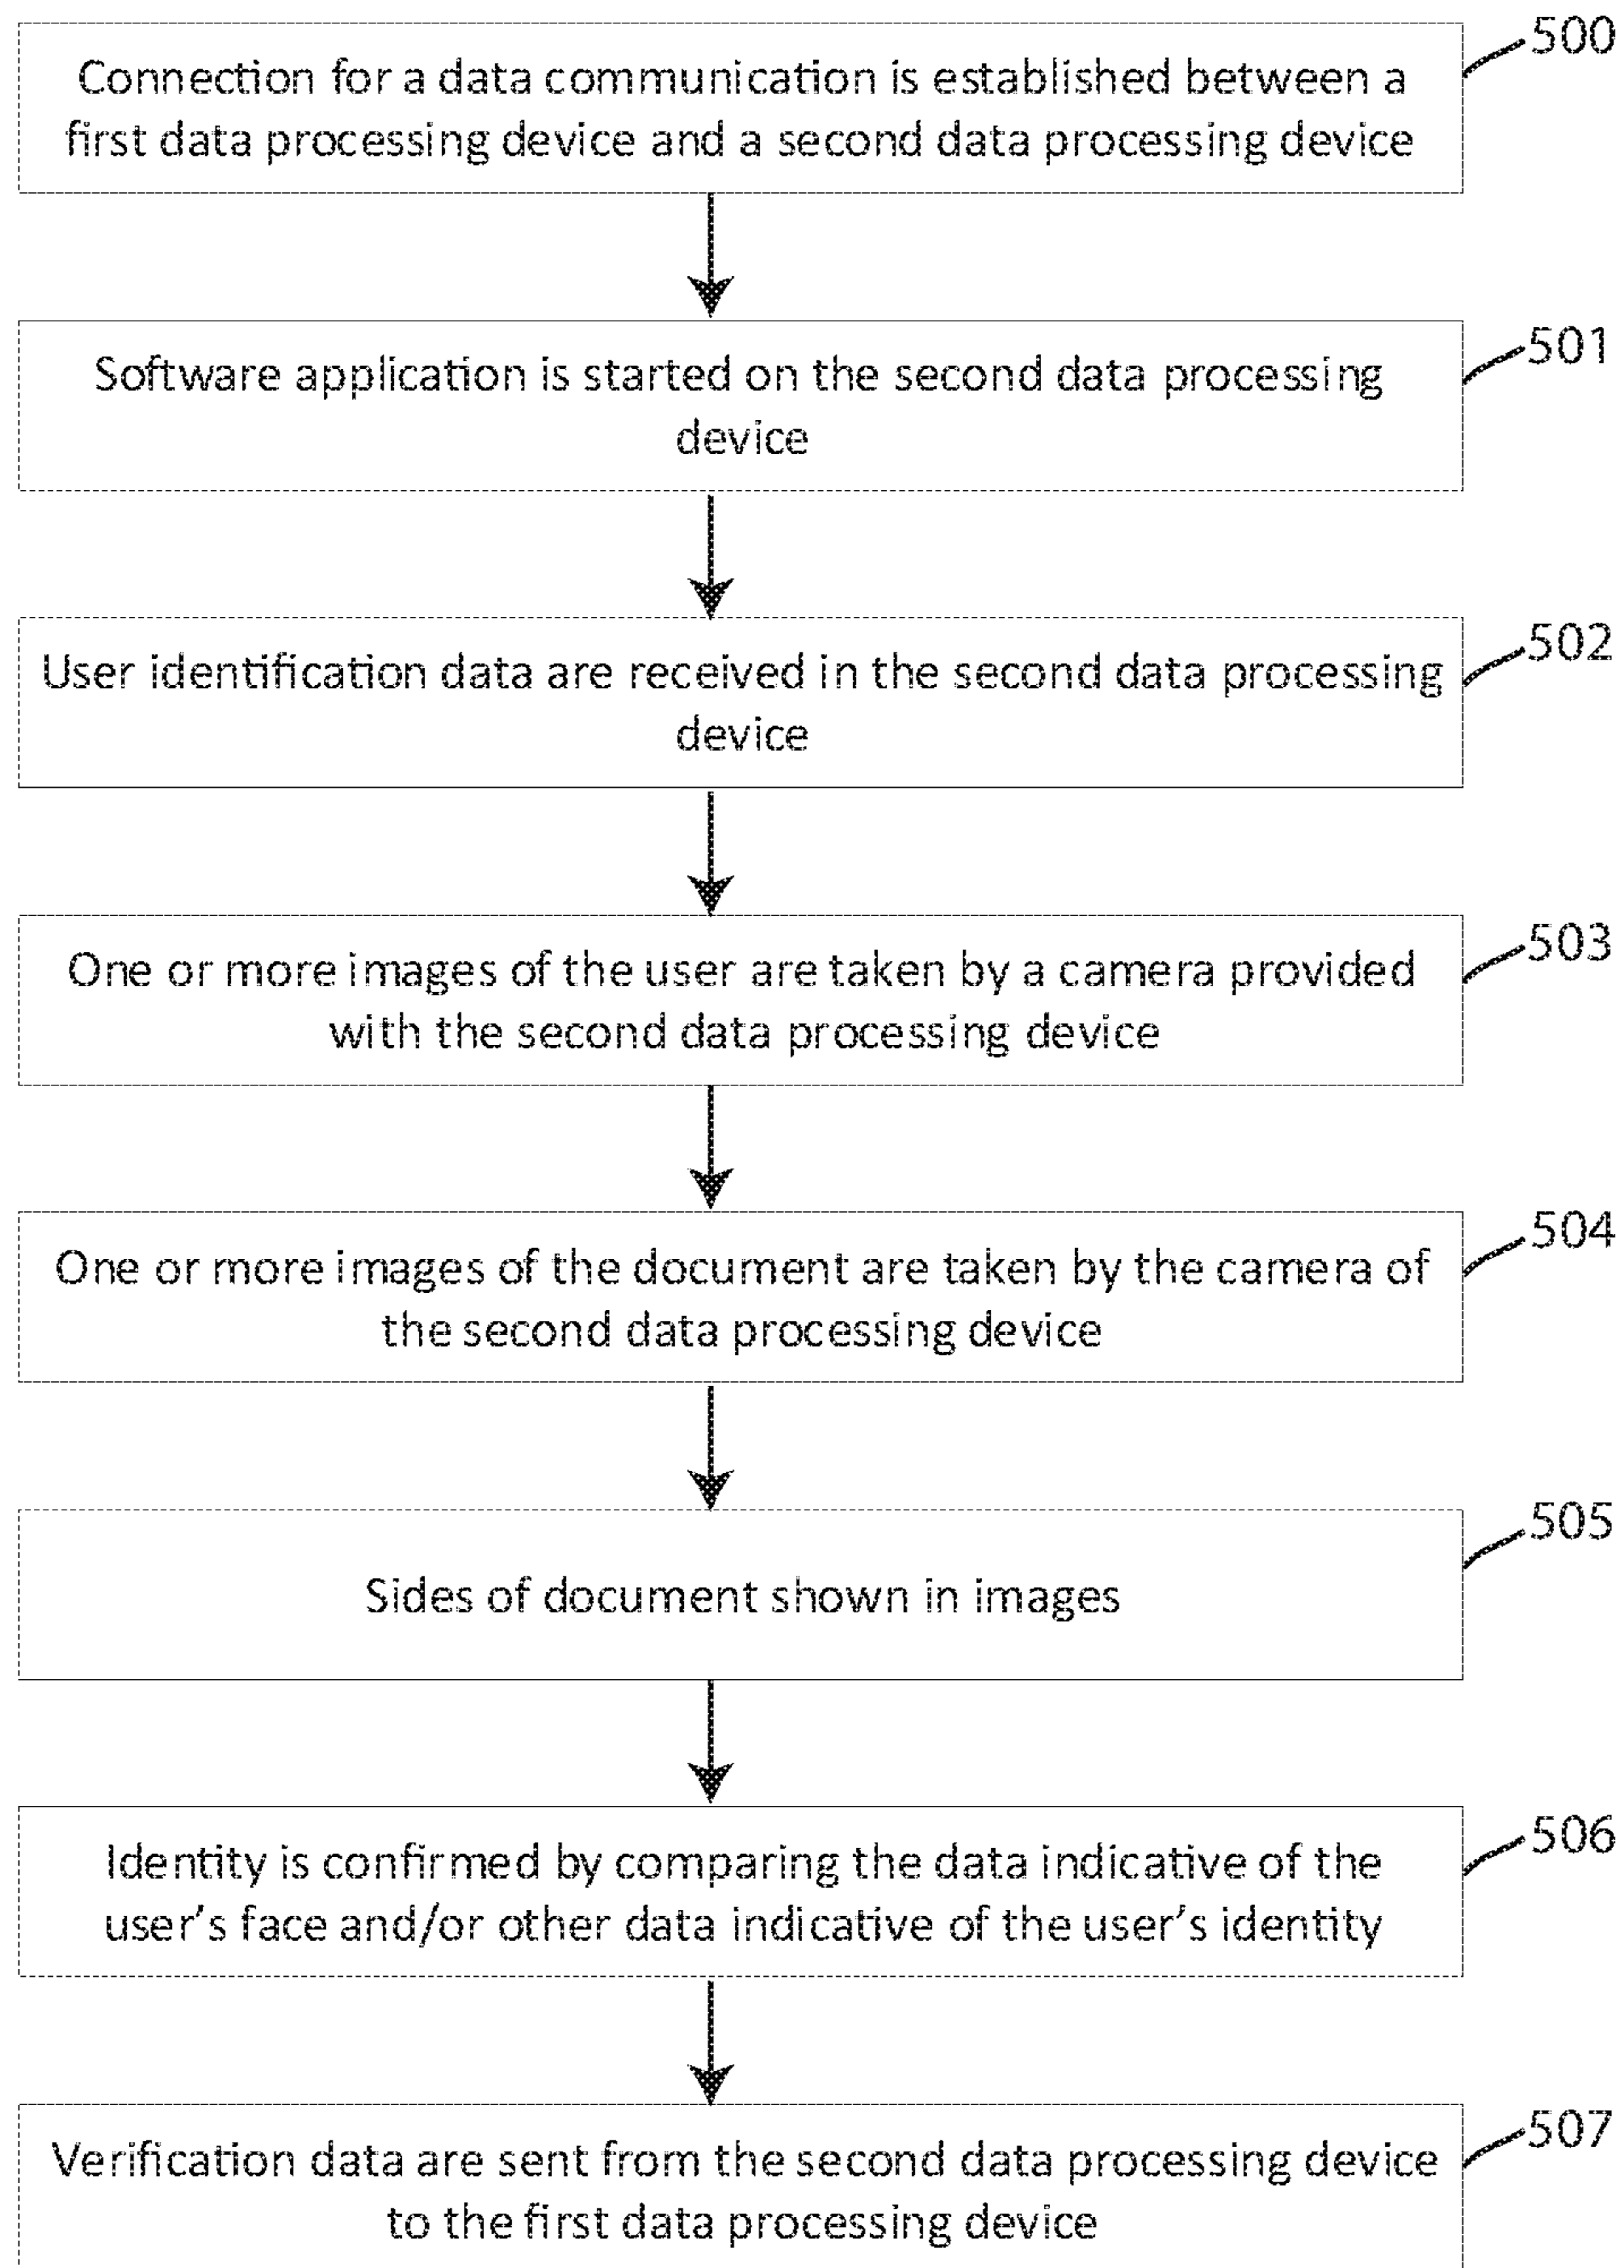 500
Connection for a data communication is established between a
first data processing device and a second data processing device
501
Software application is started on the second data processing
device
502
User identification data are received in the second data processing
device
503
One or more images of the user are taken by a camera provided
with the second data processing device
504
One or more images of the document are taken by the camera of
the second data processing device
505
Sides of document shown in images
506
Identity is confirmed by comparing the data indicative of the
user's face and/or other data indicative of the user's identity
507
Verification data are sent from the second data processing device
to the first data processing device